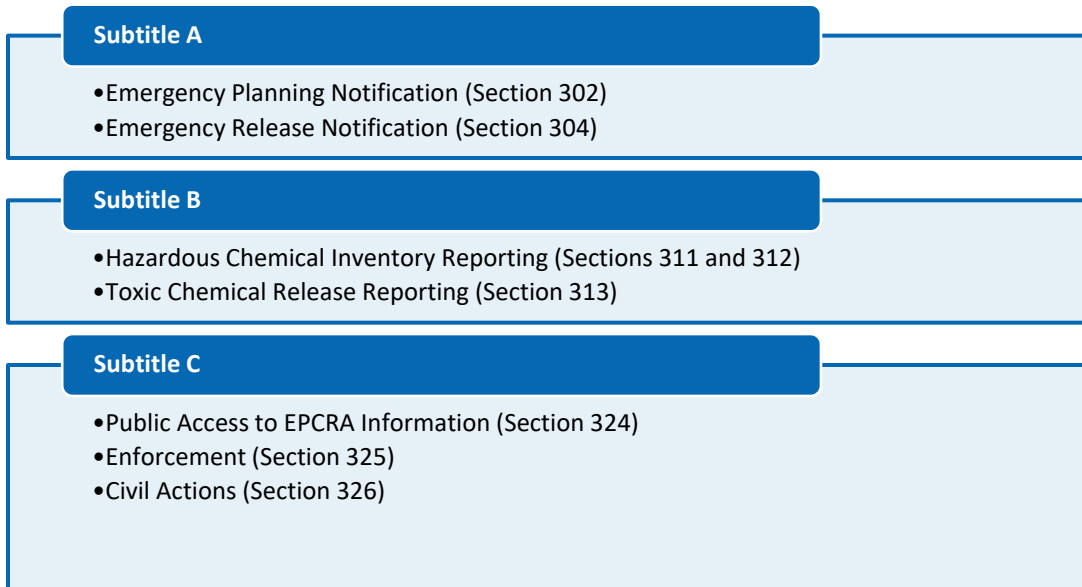 Subtitle A
•Emergency Planning Notification (Section 302)
•Emergency Release Notification (Section 304)
Subtitle B
•Hazardous Chemical Inventory Reporting (Sections 311 and 312)
•Toxic Chemical Release Reporting (Section 313)
Subtitle C
•Public Access to EPCRA Information (Section 324)
•Enforcement (Section 325)
•Civil Actions (Section 326)